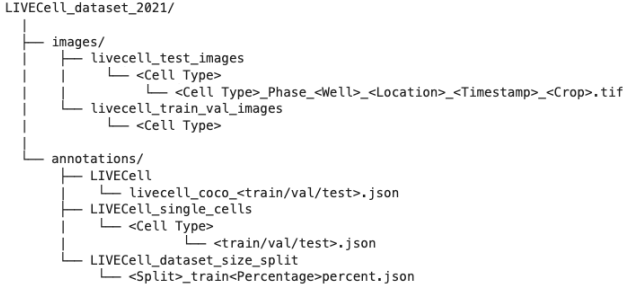 LIVECell_dataset_2021/
|
├── images/
|    ├── livecell_test_images
|    |     └── <Cell Type>
|    |           └── <Cell Type>_Phase_<Well>_<Location>_<Timestamp>_<Crop>.tif
|    └── livecell_train_val_images
|          └── <Cell Type>
|
└── annotations/
     ├── LIVECell
     |     └── livecell_coco_<train/val/test>.json
     ├── LIVECell_single_cells
     |     └── <Cell Type>
     |               └── <train/val/test>.json
     └── LIVECell_dataset_size_split
           └── <Split>_train<Percentage>percent.json